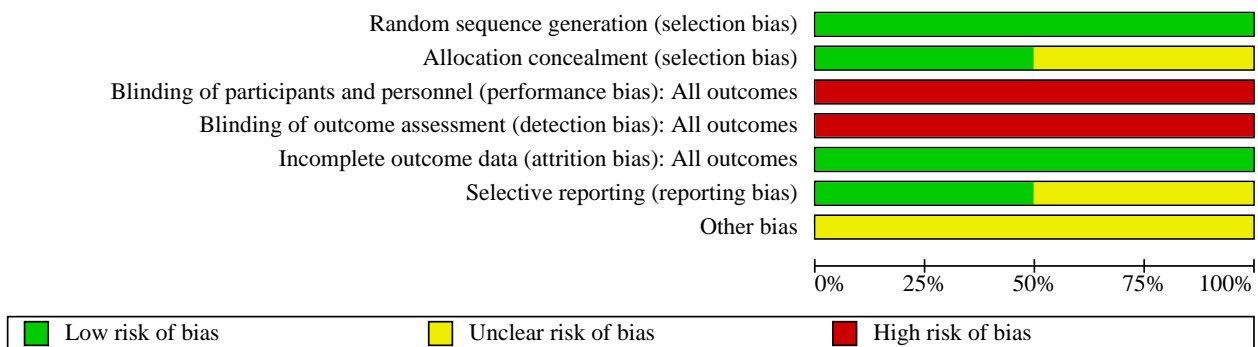 Random sequence generation (selection bias)
Allocation concealment (selection bias)
Blinding of participants and personnel (performance bias): All outcomes
Blinding of outcome assessment (detection bias): All outcomes
Incomplete outcome data (attrition bias): All outcomes
Selective reporting (reporting bias)
Other bias
0% 25% 50% 75% 100%
Low risk of bias Unclear risk of bias High risk of bias